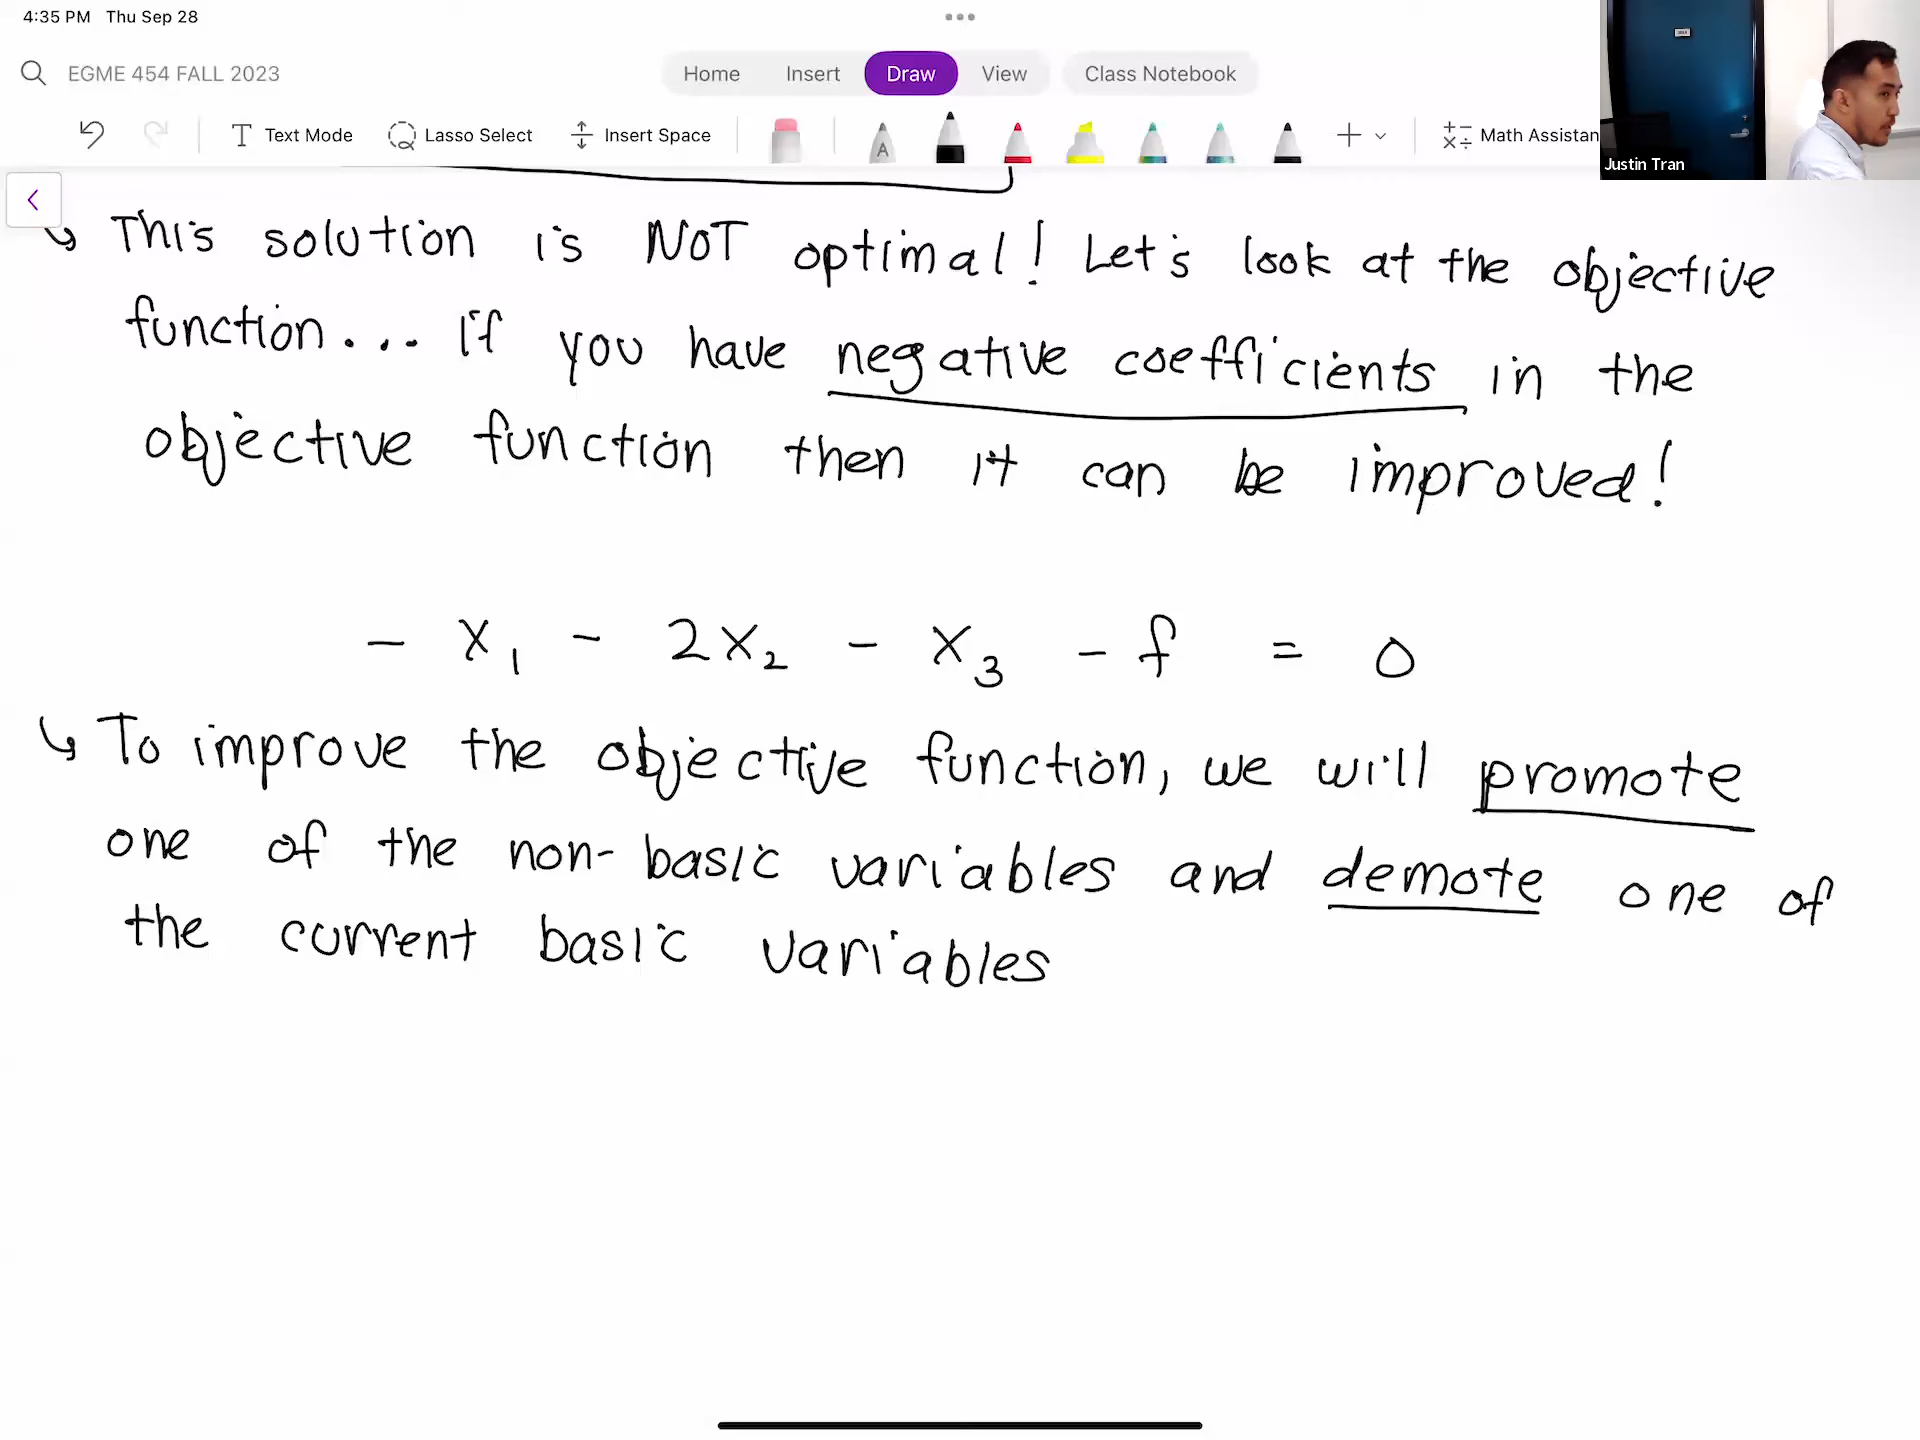 4:35 PM Thu Sep 28
EGME 454 FALL 2023
Home Insert Draw View Class Notebook
Text Mode Lasso Select Insert Space A Math Assistan
Justin Tran
This solution is NOT optimal! Let's look at the objective
function... If you have negative coefficients in the
objective function then it can be improved!
- x₁ - 2x₂ - x₃ - f = 0
To improve the objective function, we will promote
one of the non-basic variables and demote one of
the current basic variables